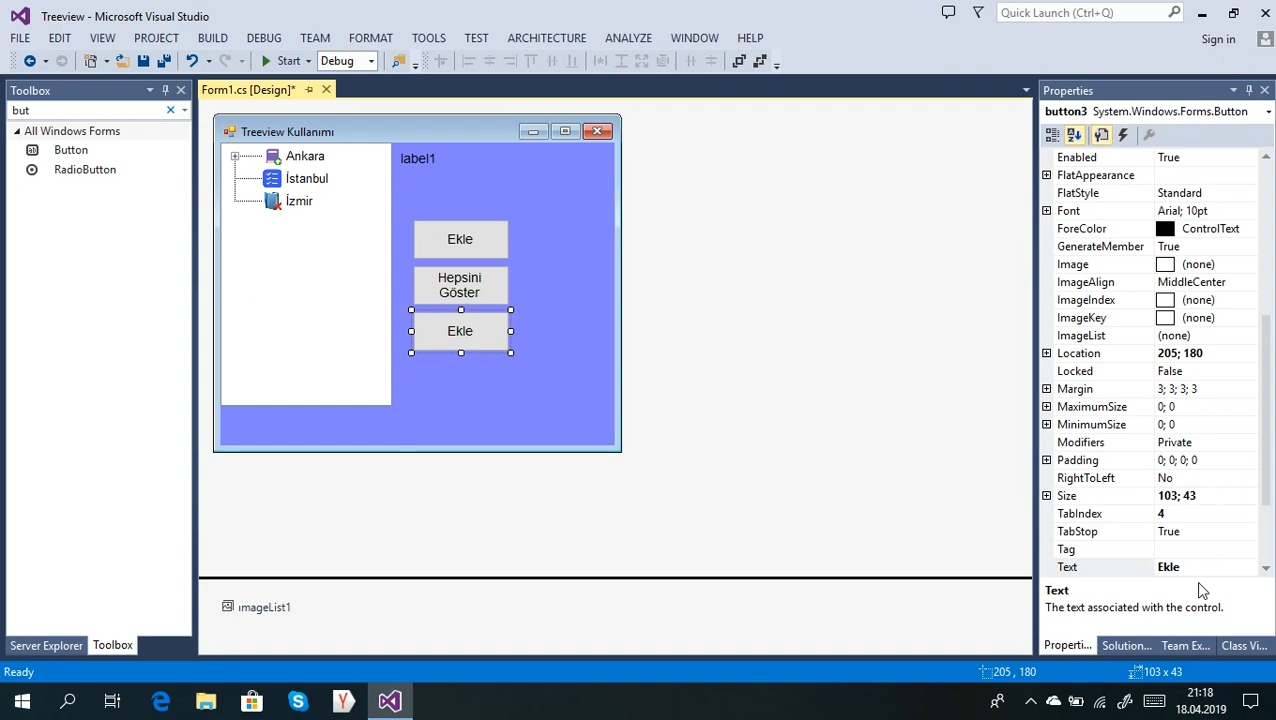 Treeview - Microsoft Visual Studio
Quick Launch (Ctrl+Q)
FILE EDIT VIEW PROJECT BUILD DEBUG TEAM FORMAT TOOLS TEST ARCHITECTURE ANALYZE WINDOW HELP
Sign in
Start Debug
Toolbox
but
All Windows Forms
Button
RadioButton
Form1.cs [Design]*
Treeview Kullanımı
Ankara
İstanbul
İzmir
label1
Ekle
Hepsini
Göster
Ekle
imageList1
Properties
button3 System.Windows.Forms.Button
Enabled True
FlatAppearance
FlatStyle Standard
Font Arial; 10pt
ForeColor ControlText
GenerateMember True
Image (none)
ImageAlign MiddleCenter
ImageIndex (none)
ImageKey (none)
ImageList (none)
Location 205; 180
Locked False
Margin 3; 3; 3; 3
MaximumSize 0; 0
MinimumSize 0; 0
Modifiers Private
Padding 0; 0; 0; 0
RightToLeft No
Size 103; 43
TabIndex 4
TabStop True
Tag
Text Ekle
Text
The text associated with the control.
Server Explorer Toolbox
Properti... Solution... Team Ex... Class Vi...
Ready
205 , 180
103 x 43
21:18
18.04.2019